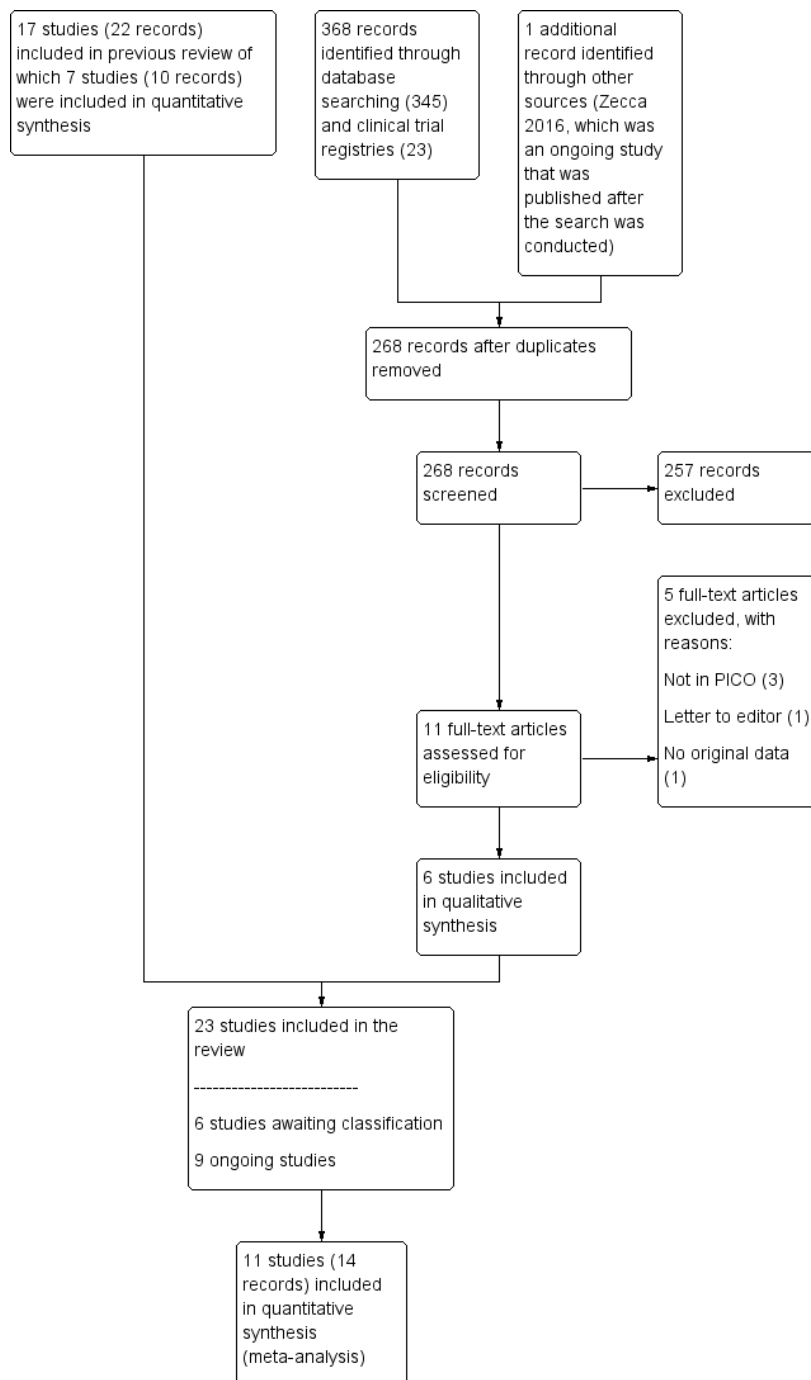 17 studies (22 records)
included in previous review of
which 7 studies (10 records)
were included in quantitative
synthesis
368 records
identified through
database
searching (345)
and clinical trial
registries (23)
1 additional
record identified
through other
sources (Zecca
2016, which was
an ongoing study
that was
published after
the search was
conducted)
268 records after duplicates
removed
268 records
screened
257 records
excluded
5 full-text articles
excluded, with
reasons:
Not in PICO (3)
Letter to editor (1)
No original data
(1)
11 full-text articles
assessed for
eligibility
6 studies included
in qualitative
synthesis
23 studies included in the
review
--------------------------
6 studies awaiting classification
9 ongoing studies
11 studies (14
records) included
in quantitative
synthesis
(meta-analysis)